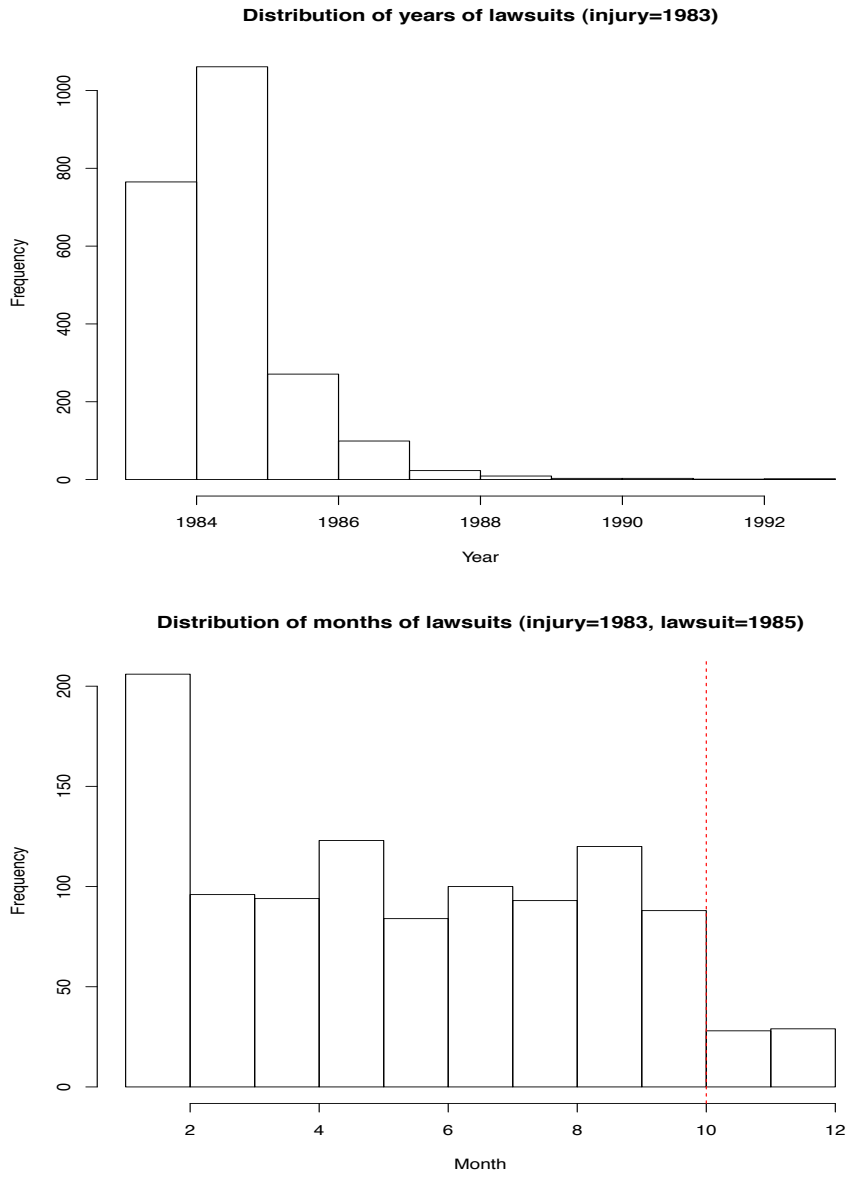 Distribution of years of lawsuits (injury=1983)
Frequency
1000
800
600
400
200
0
1984 1986 1988 1990 1992
Year
Distribution of months of lawsuits (injury=1983, lawsuit=1985)
Frequency
200
150
100
50
0
2 4 6 8 10 12
Month